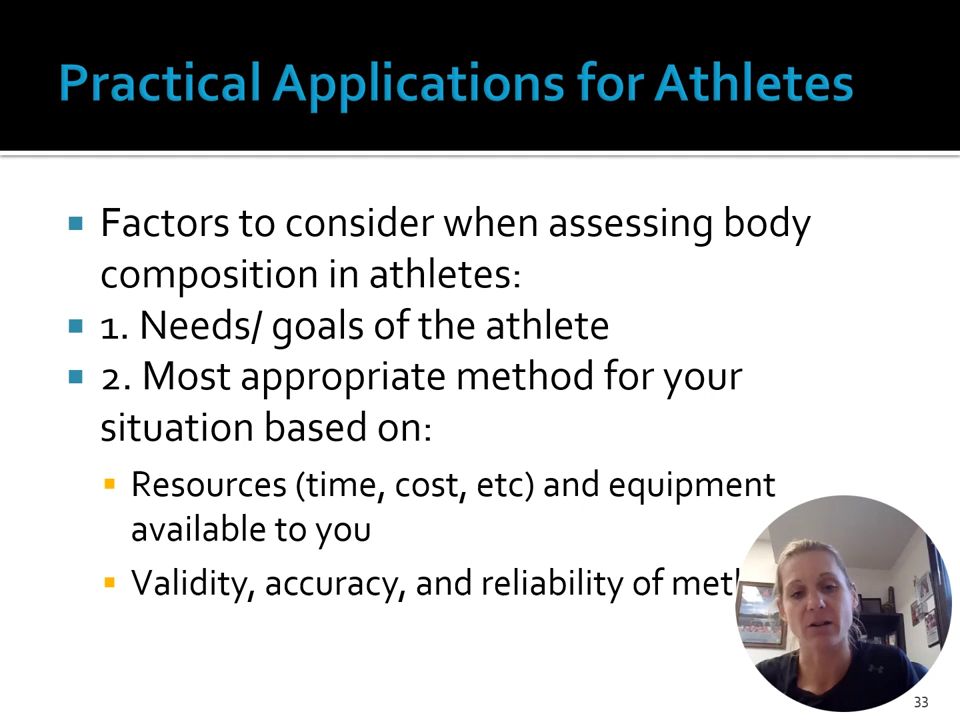 Practical Applications for Athletes
▪ Factors to consider when assessing body
composition in athletes:
▪ 1. Needs/ goals of the athlete
▪ 2. Most appropriate method for your
situation based on:
▪ Resources (time, cost, etc) and equipment
available to you
▪ Validity, accuracy, and reliability of
33